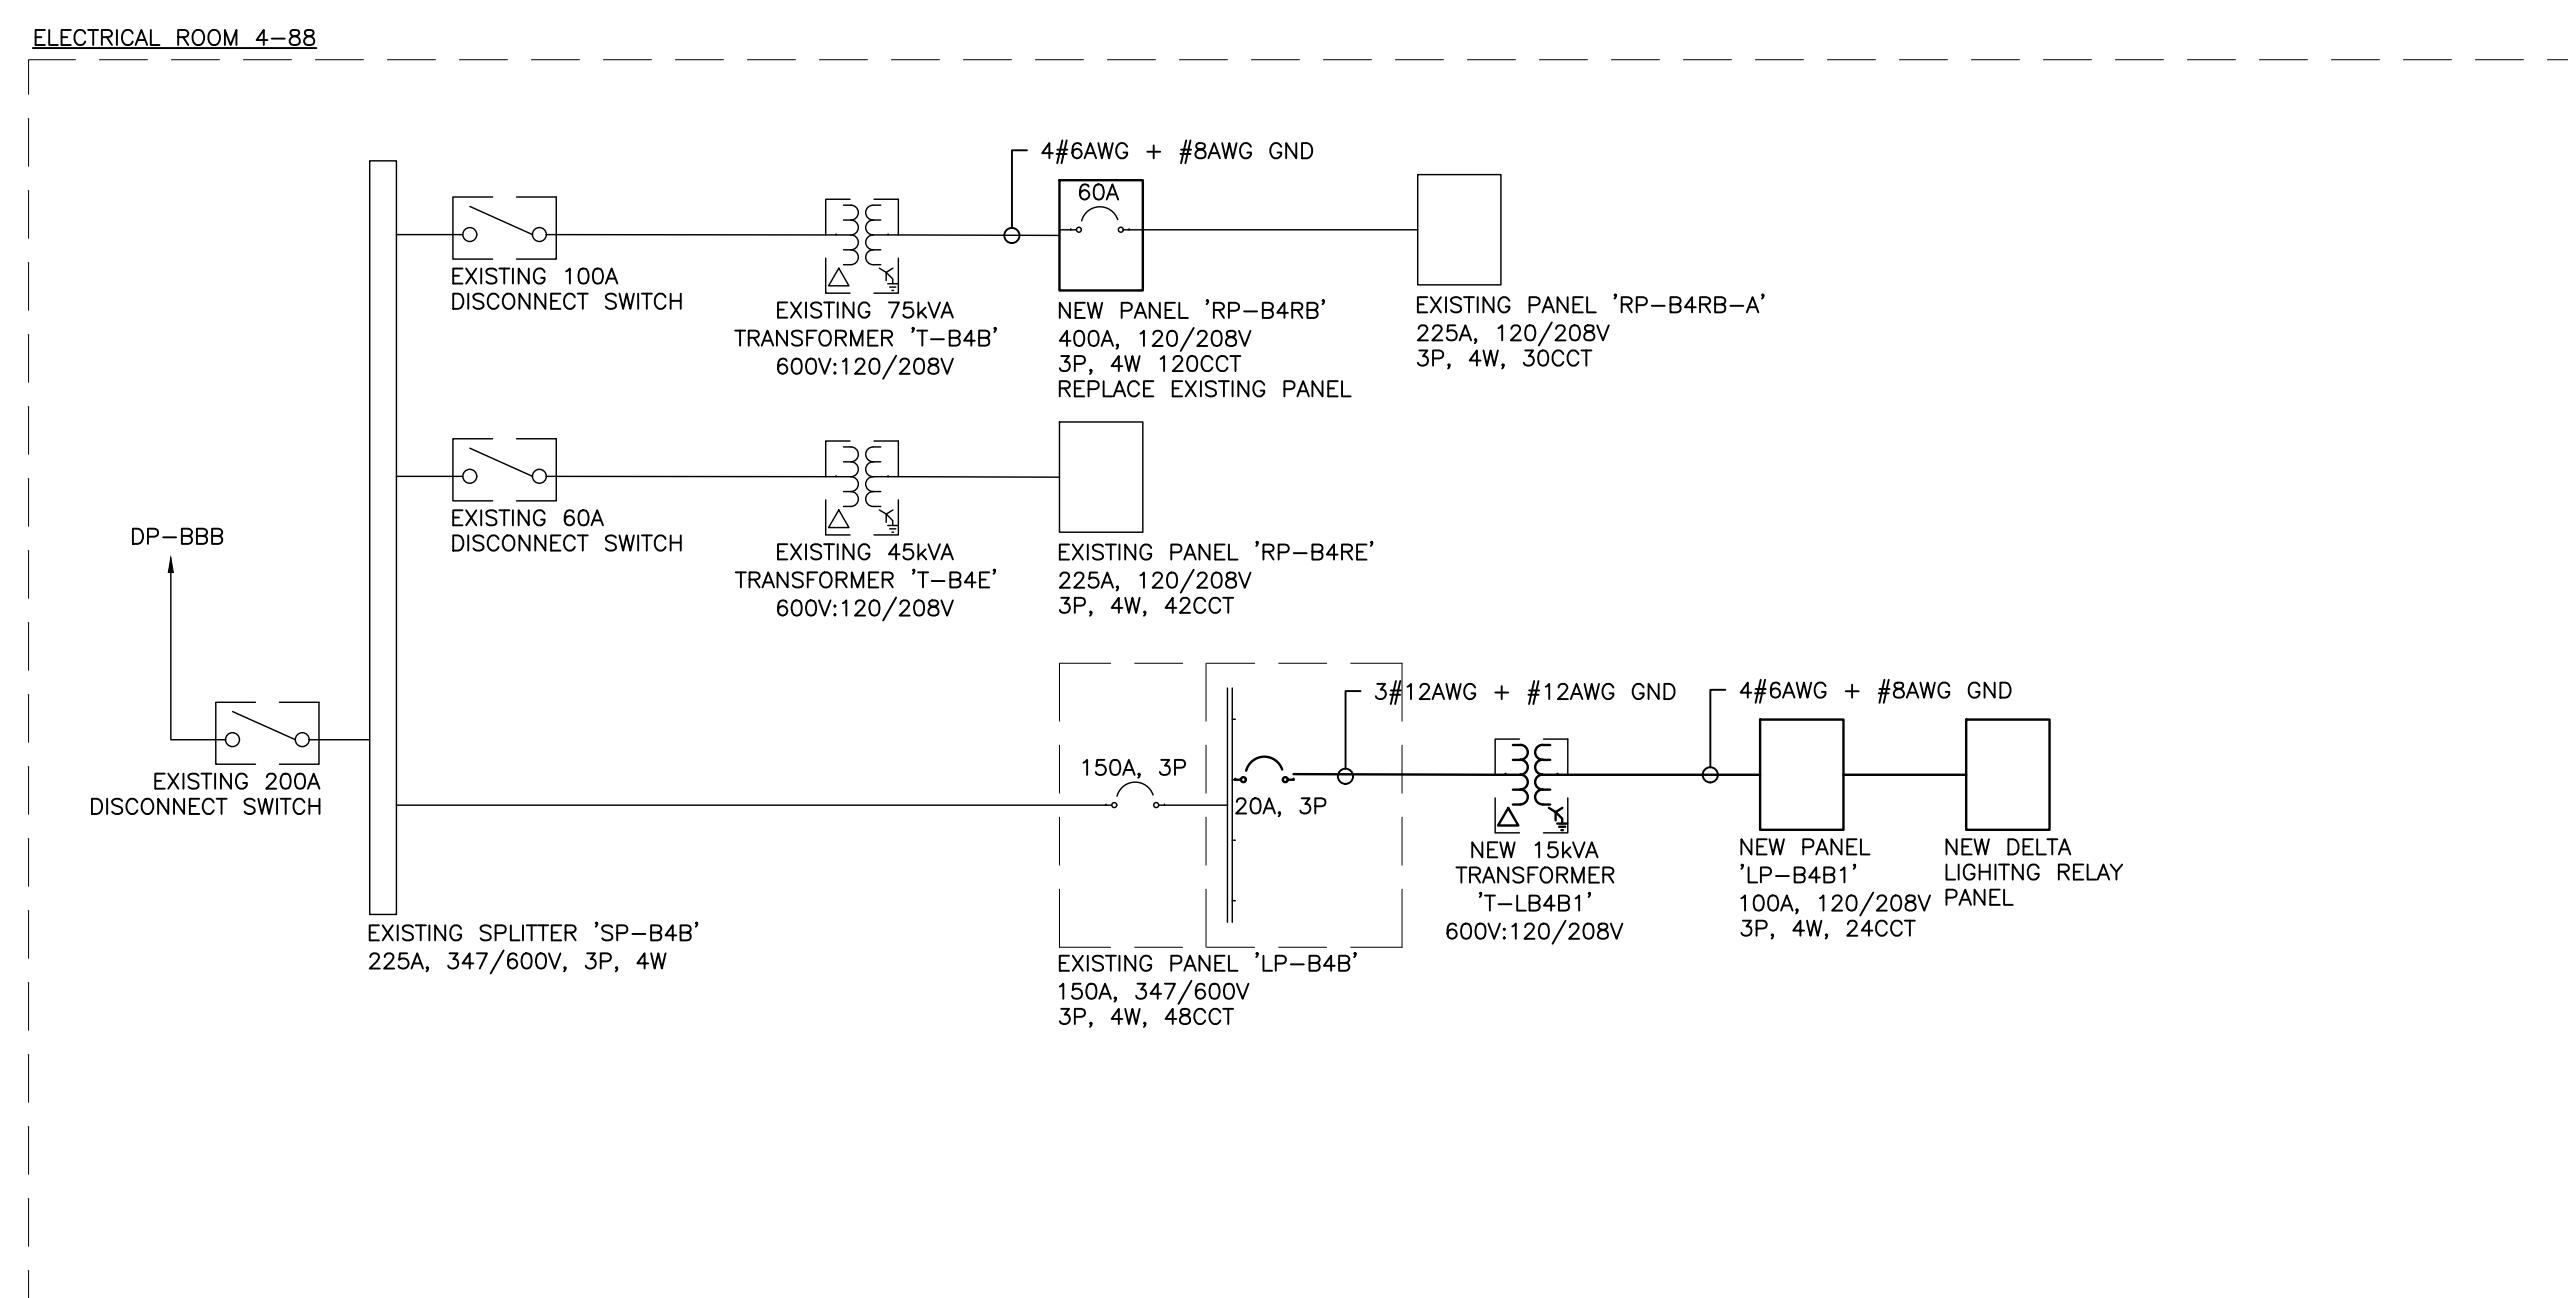 ELECTRICAL ROOM 4-88
4#6AWG + #8AWG GND
60A
EXISTING 100A
DISCONNECT SWITCH
EXISTING 75kVA
TRANSFORMER 'T-B4B'
600V:120/208V
NEW PANEL 'RP-B4RB'
400A, 120/208V
3P, 4W 120CCT
REPLACE EXISTING PANEL
EXISTING PANEL 'RP-B4RB-A'
225A, 120/208V
3P, 4W, 30CCT
EXISTING 60A
DISCONNECT SWITCH
EXISTING 45kVA
TRANSFORMER 'T-B4E'
600V:120/208V
EXISTING PANEL 'RP-B4RE'
225A, 120/208V
3P, 4W, 42CCT
DP-BBB
EXISTING 200A
DISCONNECT SWITCH
EXISTING SPLITTER 'SP-B4B'
225A, 347/600V, 3P, 4W
150A, 3P
20A, 3P
3#12AWG + #12AWG GND
4#6AWG + #8AWG GND
EXISTING PANEL 'LP-B4B'
150A, 347/600V
3P, 4W, 48CCT
NEW 15kVA
TRANSFORMER
'T-LB4B1'
600V:120/208V
NEW PANEL
'LP-B4B1'
100A, 120/208V
3P, 4W, 24CCT
NEW DELTA
LIGHITNG RELAY
PANEL